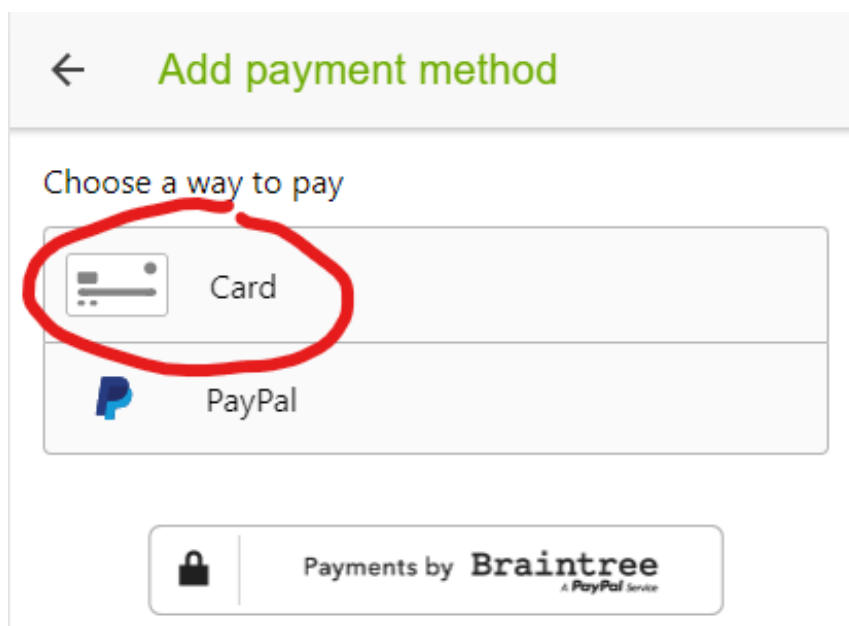 Add payment method
Choose a way to pay
Card
PayPal
Payments by Braintree
A PayPal Service